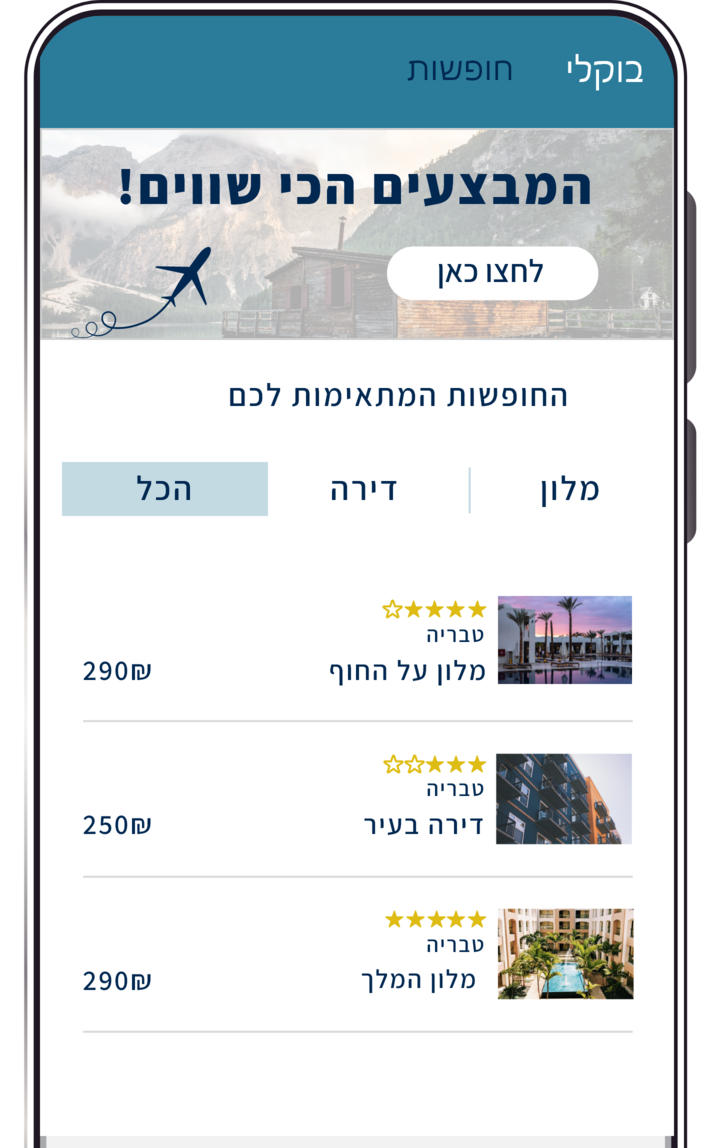 בוקלי חופשות
המבצעים הכי שווים!
לחצו כאן
החופשות המתאימות לכם
מלון דירה הכל
טבריה
מלון על החוף 290₪
טבריה
דירה בעיר 250₪
טבריה
מלון המלך 290₪